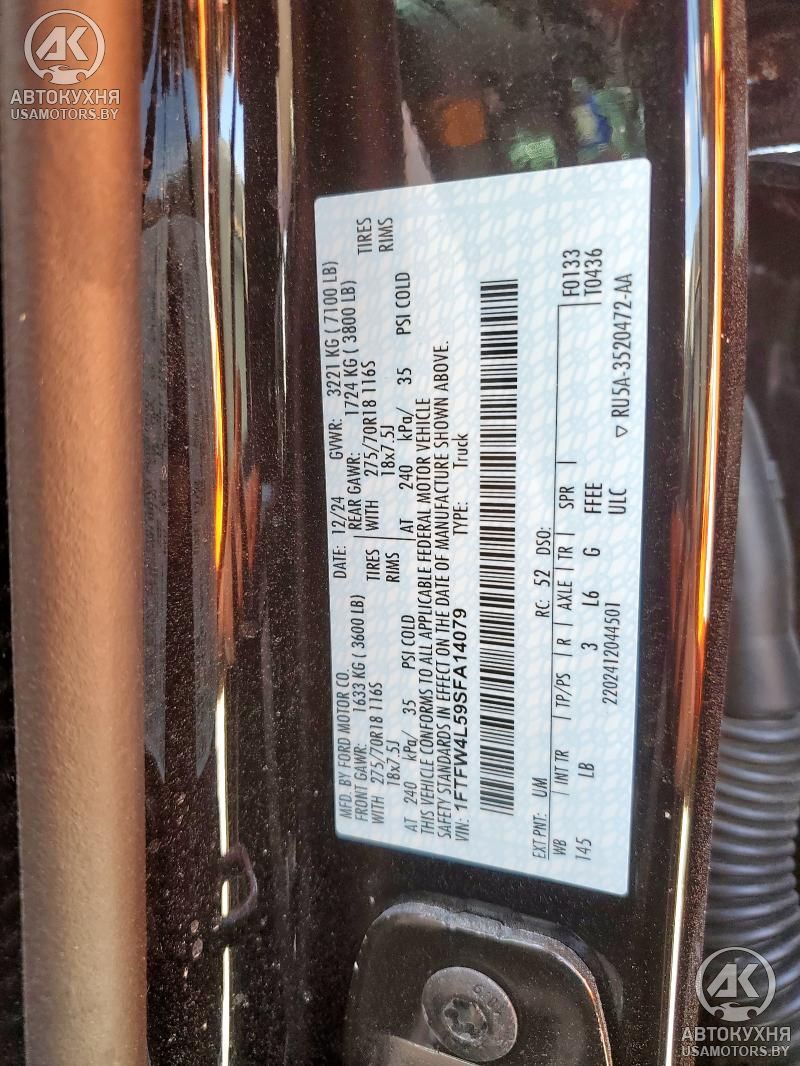 AK
АВТОКУХНЯ
USAMOTORS.BY
MFD. BY FORD MOTOR CO. DATE: 12/24 GVWR: 3221 KG ( 7100 LB)
FRONT GAWR: 1633 KG ( 3600 LB) REAR GAWR: 1724 KG ( 3800 LB)
WITH 275/70R18 116S TIRES WITH 275/70R18 116S TIRES
18x7.5J RIMS 18x7.5J RIMS
AT 240 kPa/ 35 PSI COLD AT 240 kPa/ 35 PSI COLD
THIS VEHICLE CONFORMS TO ALL APPLICABLE FEDERAL MOTOR VEHICLE
SAFETY STANDARDS IN EFFECT ON THE DATE OF MANUFACTURE SHOWN ABOVE.
VIN: 1FTFW4L59SFA14079 TYPE: Truck
EXT PNT: UM RC: 52 DSO: F0133
WB INT TR TP/PS R AXLE TR SPR T0436
145 LB 3 L6 G FFEE
2202412044501 ULC ▽ RU5A-3520472-AA
AK
АВТОКУХНЯ
USAMOTORS.BY